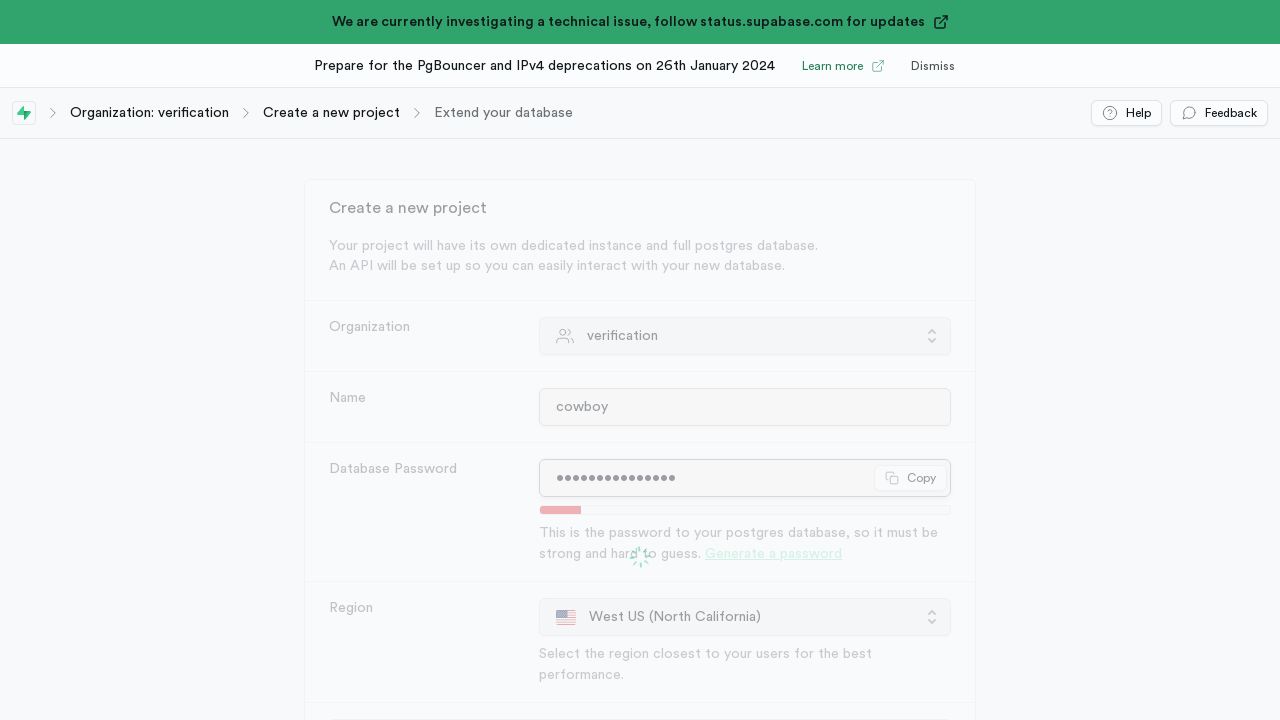 We are currently investigating a technical issue, follow status.supabase.com for updates
Prepare for the PgBouncer and IPv4 deprecations on 26th January 2024 Learn more Dismiss
Organization: verification Create a new project Extend your database Help Feedback
Create a new project
Your project will have its own dedicated instance and full postgres database.
An API will be set up so you can easily interact with your new database.
Organization verification
Name cowboy
Database Password ••••••••••••••• Copy
This is the password to your postgres database, so it must be
strong and hard to guess. Generate a password
Region West US (North California)
Select the region closest to your users for the best
performance.